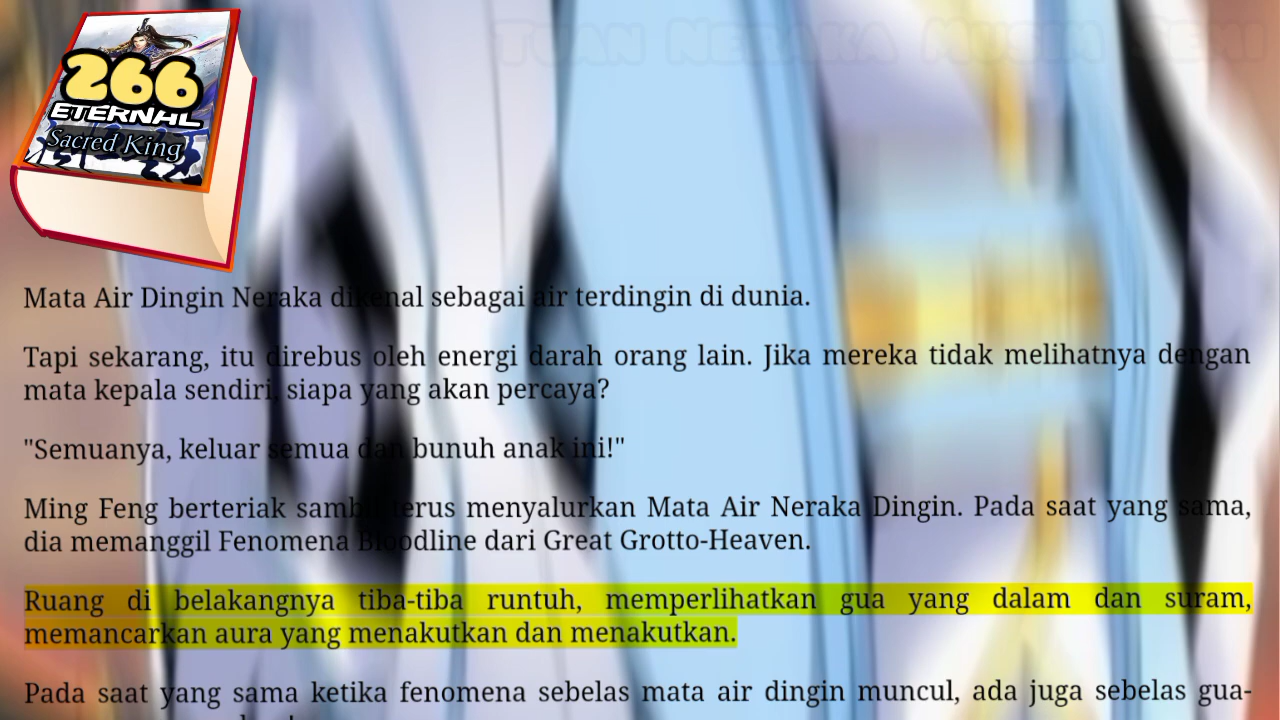 TUAN NERAKA MUSIM SEMI
266
ETERNAL
Sacred King
Mata Air Dingin Neraka dikenal sebagai air terdingin di dunia.
Tapi sekarang, itu direbus oleh energi darah orang lain. Jika mereka tidak melihatnya dengan
mata kepala sendiri, siapa yang akan percaya?
"Semuanya, keluar semua dan bunuh anak ini!"
Ming Feng berteriak sambil terus menyalurkan Mata Air Neraka Dingin. Pada saat yang sama,
dia memanggil Fenomena Bloodline dari Great Grotto-Heaven.
Ruang di belakangnya tiba-tiba runtuh, memperlihatkan gua yang dalam dan suram,
memancarkan aura yang menakutkan dan menakutkan.
Pada saat yang sama ketika fenomena sebelas mata air dingin muncul, ada juga sebelas gua-